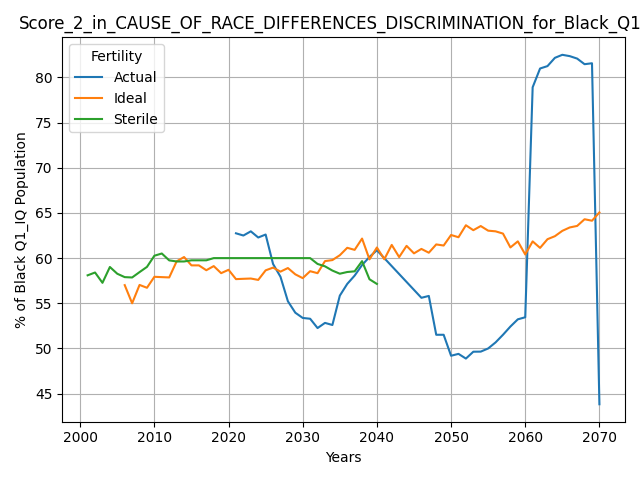 Score_2_in_CAUSE_OF_RACE_DIFFERENCES_DISCRIMINATION_for_Black_Q1
Fertility
Actual
Ideal
Sterile
% of Black Q1_IQ Population
80
75
70
65
60
55
50
45
2000 2010 2020 2030 2040 2050 2060 2070
Years